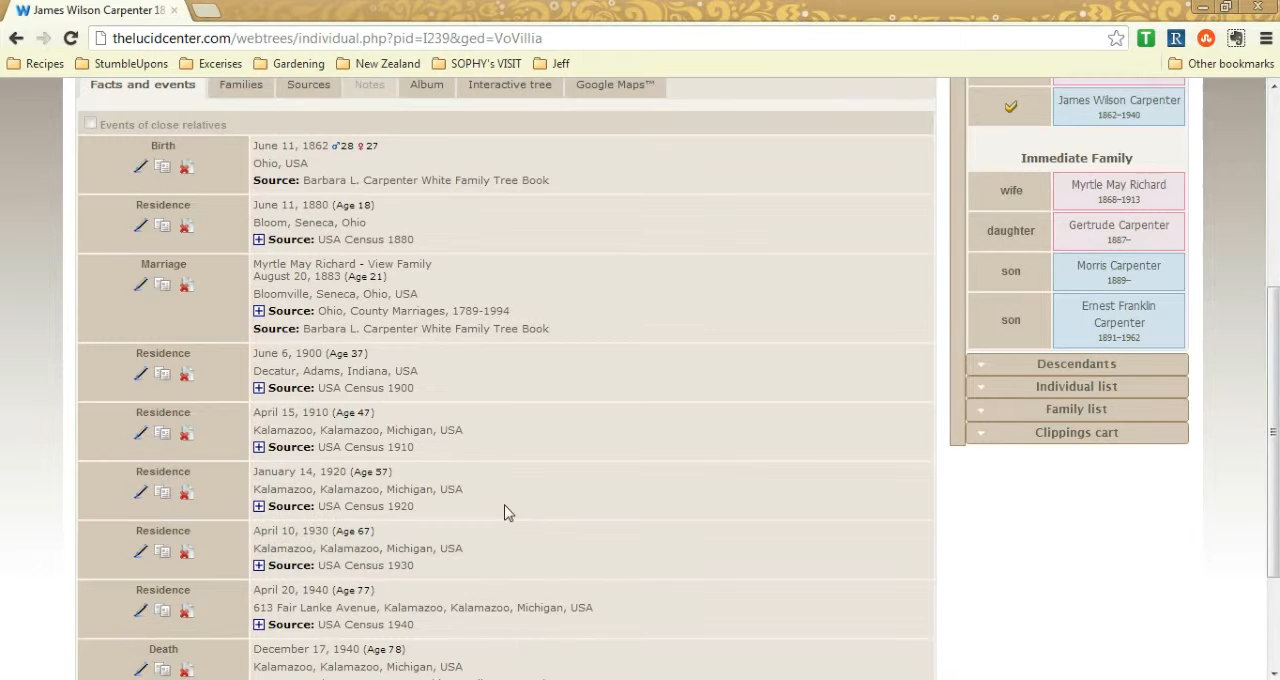 James Wilson Carpenter 18
thelucidcenter.com/webtrees/individual.php?pid=I239&ged=VoVillia
Recipes StumbleUpons Excerises Gardening New Zealand SOPHY's VISIT Jeff Other bookmarks
Facts and events Families Sources Notes Album Interactive tree Google Maps™
Events of close relatives
Birth
June 11, 1862 ♂28 ♀27
Ohio, USA
Source: Barbara L. Carpenter White Family Tree Book
Residence
June 11, 1880 (Age 18)
Bloom, Seneca, Ohio
Source: USA Census 1880
Marriage
Myrtle May Richard - View Family
August 20, 1883 (Age 21)
Bloomville, Seneca, Ohio, USA
Source: Ohio, County Marriages, 1789-1994
Source: Barbara L. Carpenter White Family Tree Book
Residence
June 6, 1900 (Age 37)
Decatur, Adams, Indiena, USA
Source: USA Census 1900
Residence
April 15, 1910 (Age 47)
Kalamazoo, Kalamazoo, Michigan, USA
Source: USA Census 1910
Residence
January 14, 1920 (Age 57)
Kalamazoo, Kalamazoo, Michigan, USA
Source: USA Census 1920
Residence
April 10, 1930 (Age 67)
Kalamazoo, Kalamazoo, Michigan, USA
Source: USA Census 1930
Residence
April 20, 1940 (Age 77)
613 Fair Lanke Avenue, Kalamazoo, Kalamazoo, Michigan, USA
Source: USA Census 1940
Death
December 17, 1940 (Age 78)
Kalamazoo, Kalamazoo, Michigan, USA
James Wilson Carpenter
1862–1940
Immediate Family
wife
Myrtle May Richard
1868–1913
daughter
Gertrude Carpenter
1887–
son
Morris Carpenter
1889–
son
Ernest Franklin
Carpenter
1891–1962
Descendants
Individual list
Family list
Clippings cart